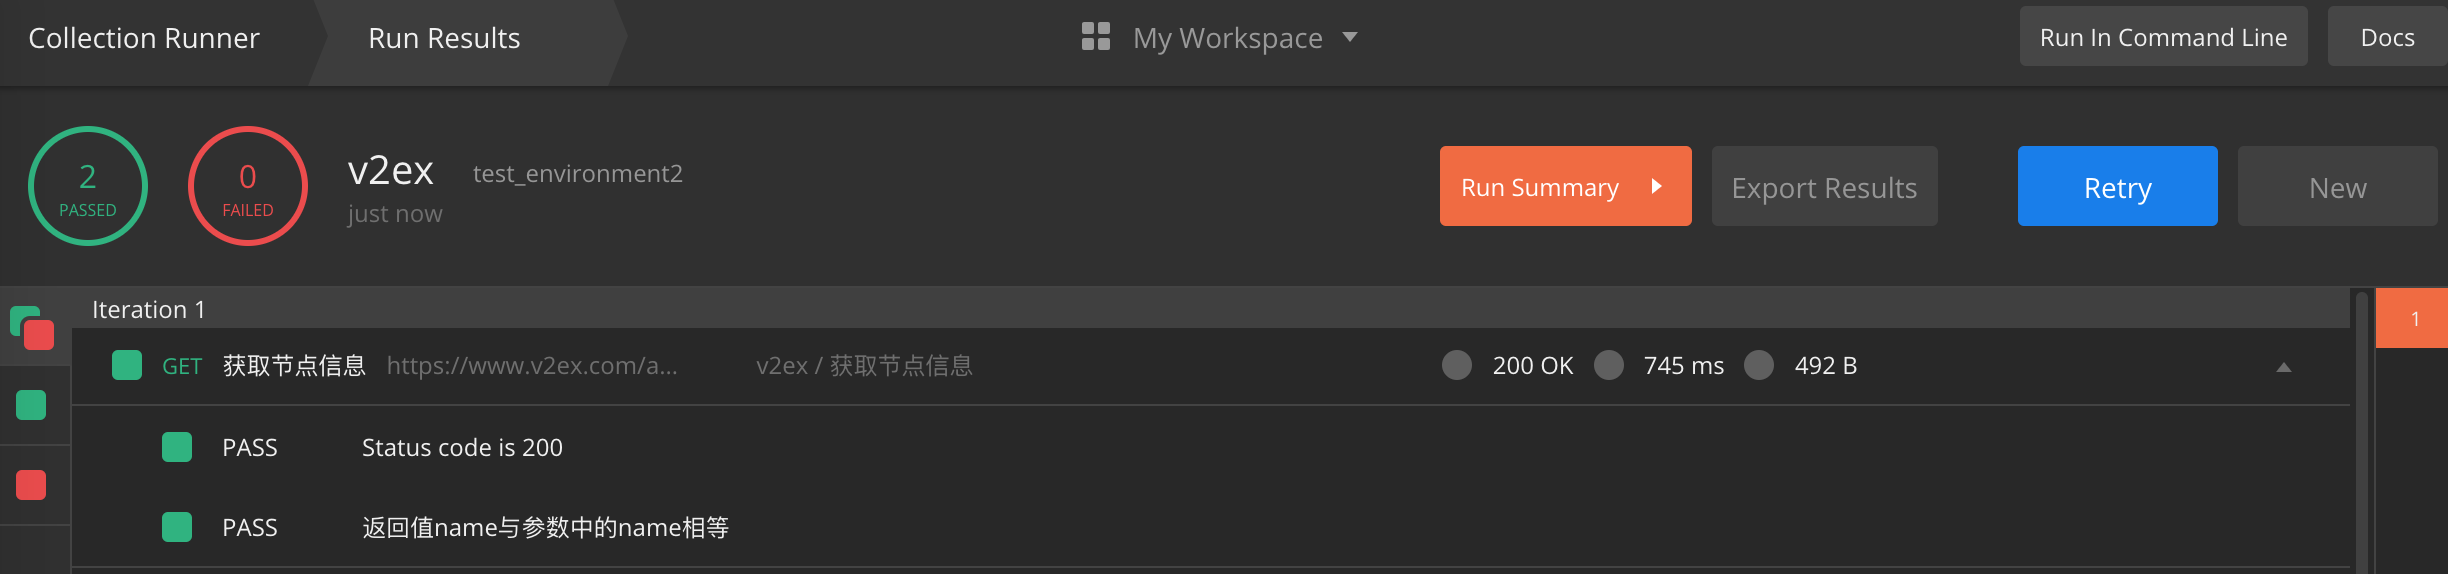 Collection Runner
Run Results
My Workspace
Run In Command Line
Docs
2
PASSED
0
FAILED
v2ex test_environment2
just now
Run Summary
Export Results
Retry
New
Iteration 1
1
GET 获取节点信息 https://www.v2ex.com/a... v2ex / 获取节点信息 200 OK 745 ms 492 B
PASS Status code is 200
PASS 返回值name与参数中的name相等